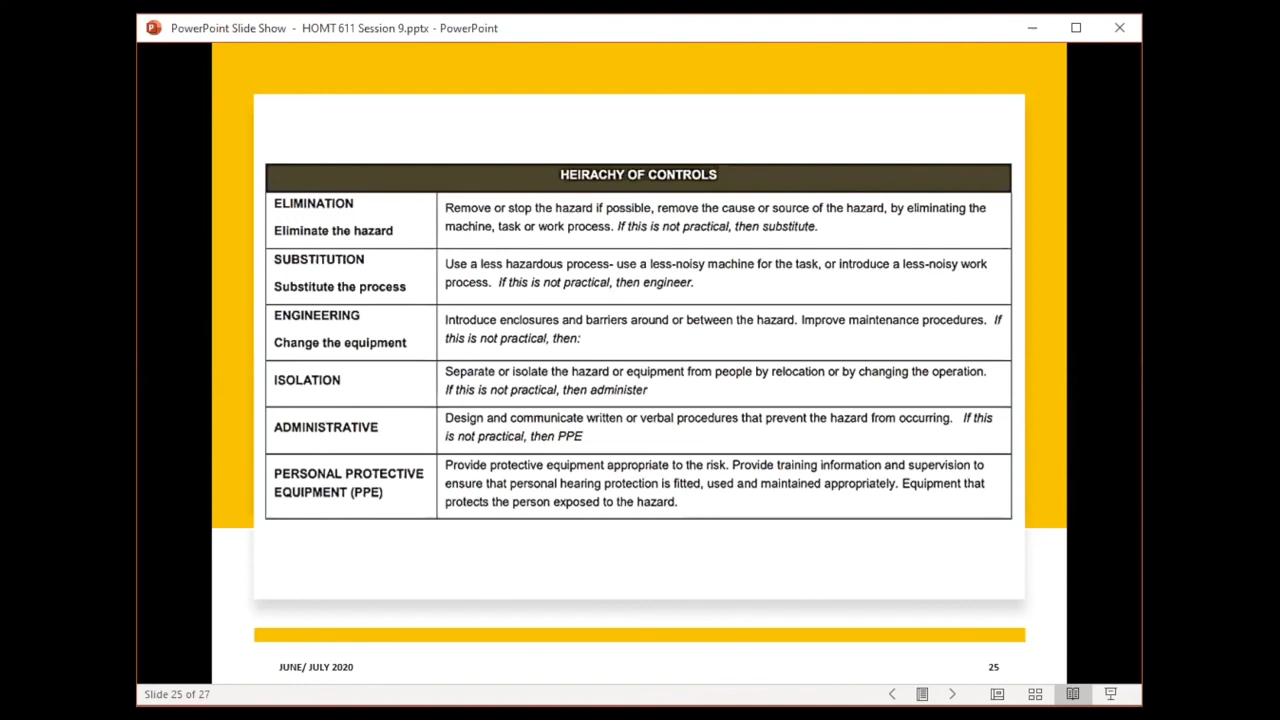 PowerPoint Slide Show - HOMT 611 Session 9.pptx - PowerPoint
HEIRACHY OF CONTROLS
ELIMINATION
Eliminate the hazard
Remove or stop the hazard if possible, remove the cause or source of the hazard, by eliminating the
machine, task or work process. If this is not practical, then substitute.
SUBSTITUTION
Substitute the process
Use a less hazardous process- use a less-noisy machine for the task, or introduce a less-noisy work
process. If this is not practical, then engineer.
ENGINEERING
Change the equipment
Introduce enclosures and barriers around or between the hazard. Improve maintenance procedures. If
this is not practical, then:
ISOLATION
Separate or isolate the hazard or equipment from people by relocation or by changing the operation.
If this is not practical, then administer
ADMINISTRATIVE
Design and communicate written or verbal procedures that prevent the hazard from occurring. If this
is not practical, then PPE
PERSONAL PROTECTIVE
EQUIPMENT (PPE)
Provide protective equipment appropriate to the risk. Provide training information and supervision to
ensure that personal hearing protection is fitted, used and maintained appropriately. Equipment that
protects the person exposed to the hazard.
JUNE/ JULY 2020
25
Slide 25 of 27